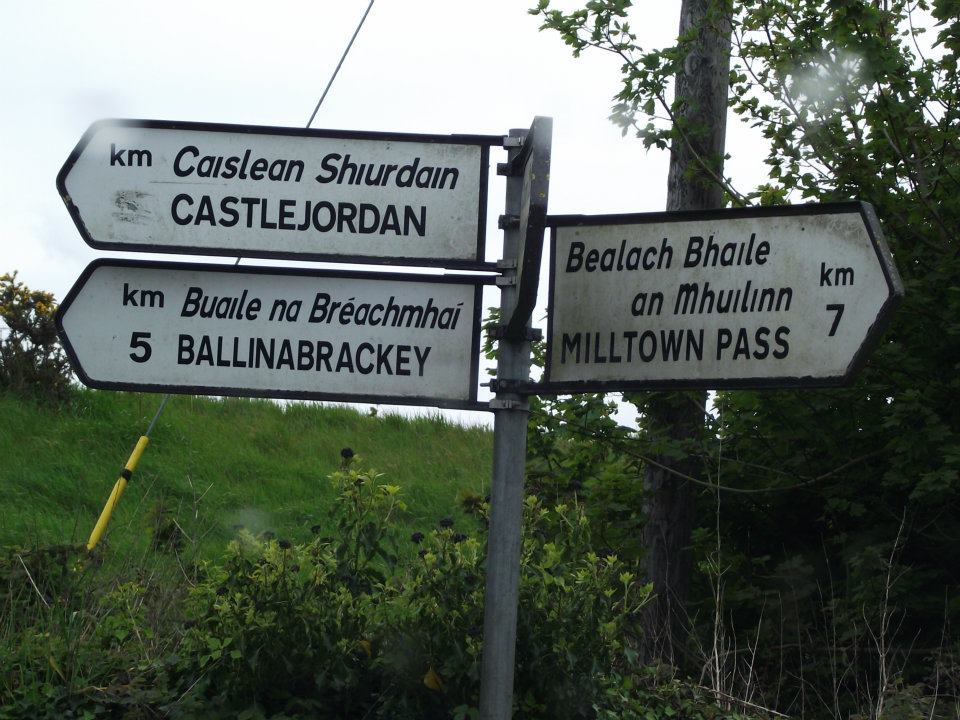 km Caislean Shiurdain
CASTLEJORDAN
km Buaile na Bréachmhaí
5 BALLINABRACKEY
Bealach Bhaile
an Mhuilinn
km
MILLTOWN PASS 7